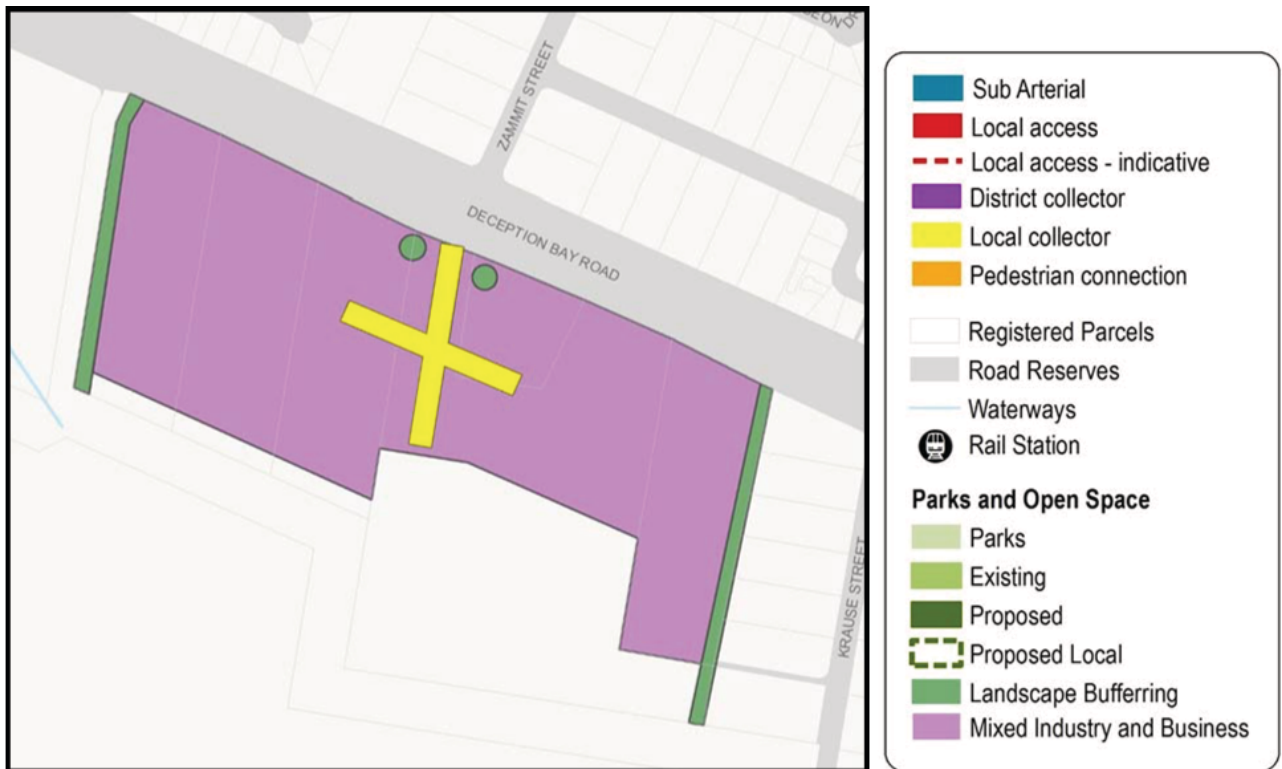 ZAMMIT STREET
DECEPTION BAY ROAD
KRAUSE STREET
Sub Arterial
Local access
Local access - indicative
District collector
Local collector
Pedestrian connection
Registered Parcels
Road Reserves
Waterways
Rail Station
Parks and Open Space
Parks
Existing
Proposed
Proposed Local
Landscape Bufferring
Mixed Industry and Business